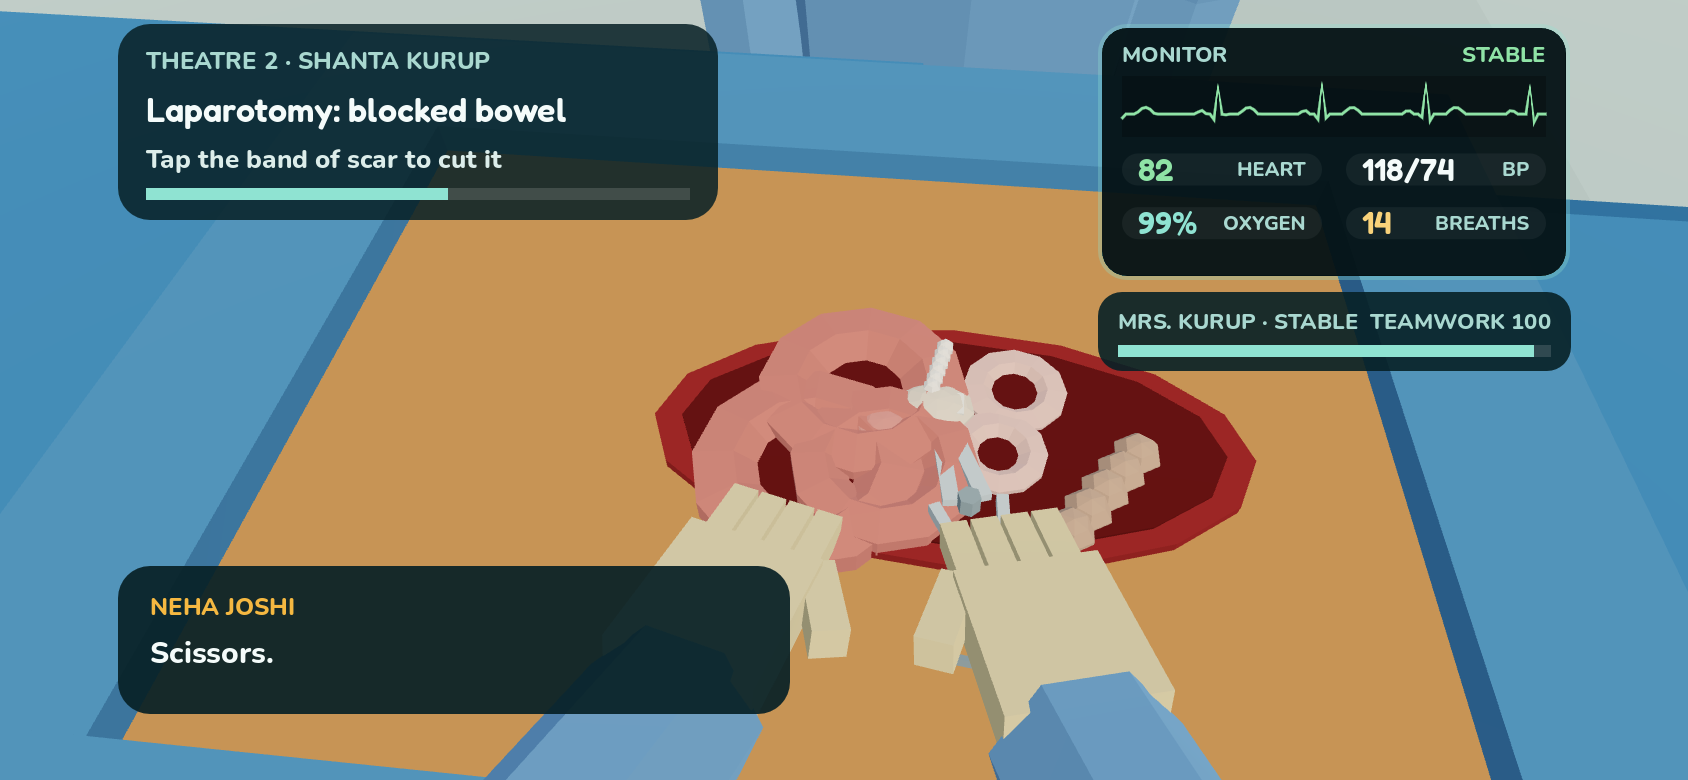 THEATRE 2 · SHANTA KURUP
Laparotomy: blocked bowel
Tap the band of scar to cut it
MONITOR STABLE
82 HEART 118/74 BP
99% OXYGEN 14 BREATHS
MRS. KURUP · STABLE TEAMWORK 100
NEHA JOSHI
Scissors.